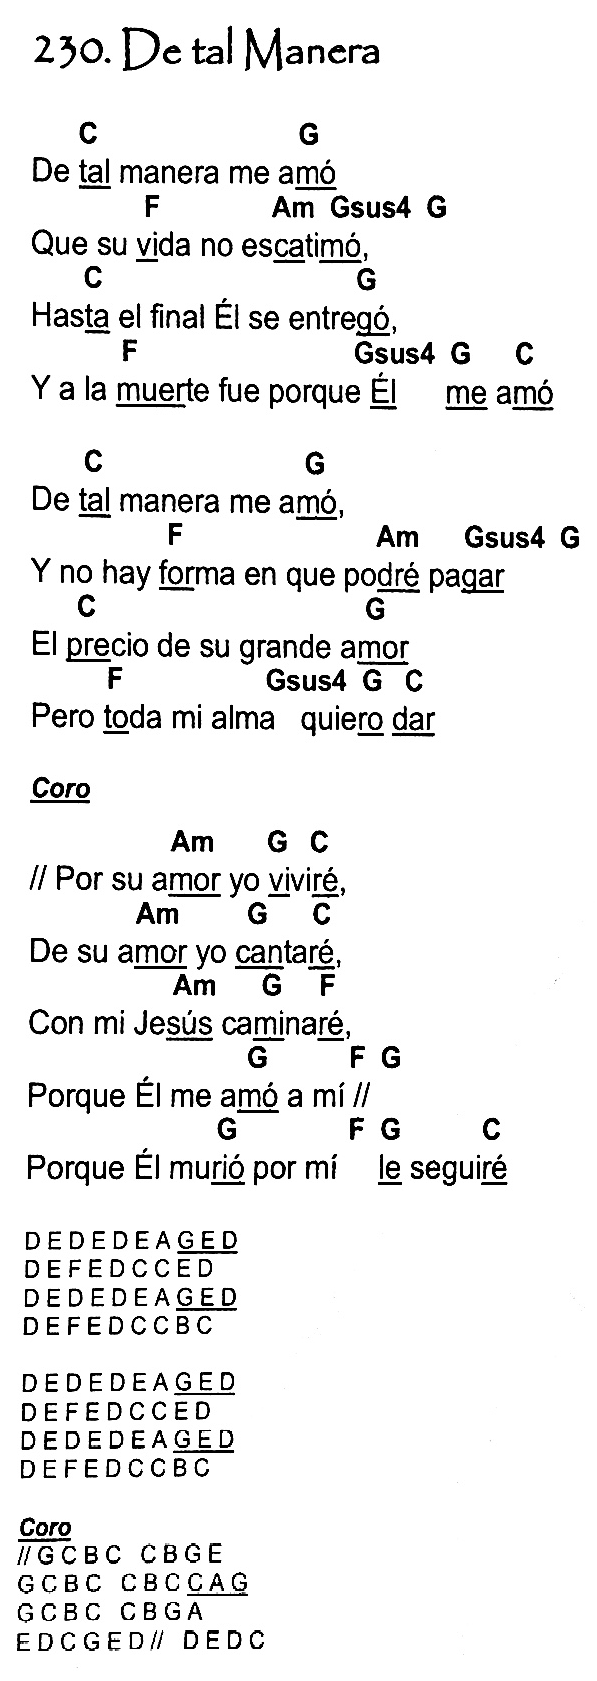 230. De tal Manera
C G
De tal manera me amó
F Am Gsus4 G
Que su vida no escatimó,
C G
Hasta el final Él se entregó,
F Gsus4 G C
Y a la muerte fue porque Él me amó
C G
De tal manera me amó,
F Am Gsus4 G
Y no hay forma en que podré pagar
C G
El precio de su grande amor
F Gsus4 G C
Pero toda mi alma quiero dar
Coro
Am G C
// Por su amor yo viviré,
Am G C
De su amor yo cantaré,
Am G F
Con mi Jesús caminaré,
G F G
Porque Él me amó a mí //
G F G C
Porque Él murió por mí le seguiré
D E D E D E A G E D
D E F E D C C E D
D E D E D E A G E D
D E F E D C C B C
D E D E D E A G E D
D E F E D C C E D
D E D E D E A G E D
D E F E D C C B C
Coro
// G C B C C B G E
G C B C C B C C A G
G C B C C B G A
E D C G E D // D E D C